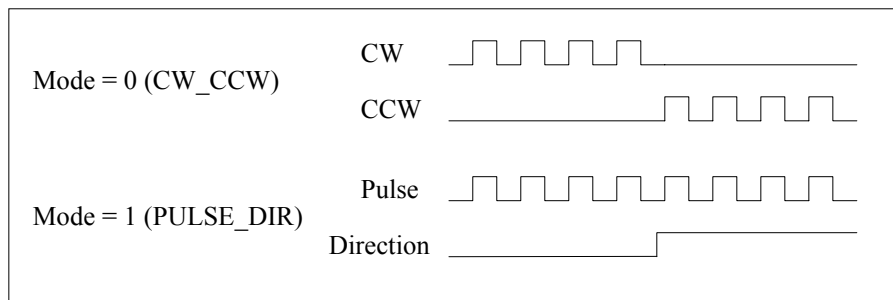 CW
Mode = 0 (CW_CCW)
CCW
Pulse
Mode = 1 (PULSE_DIR)
Direction